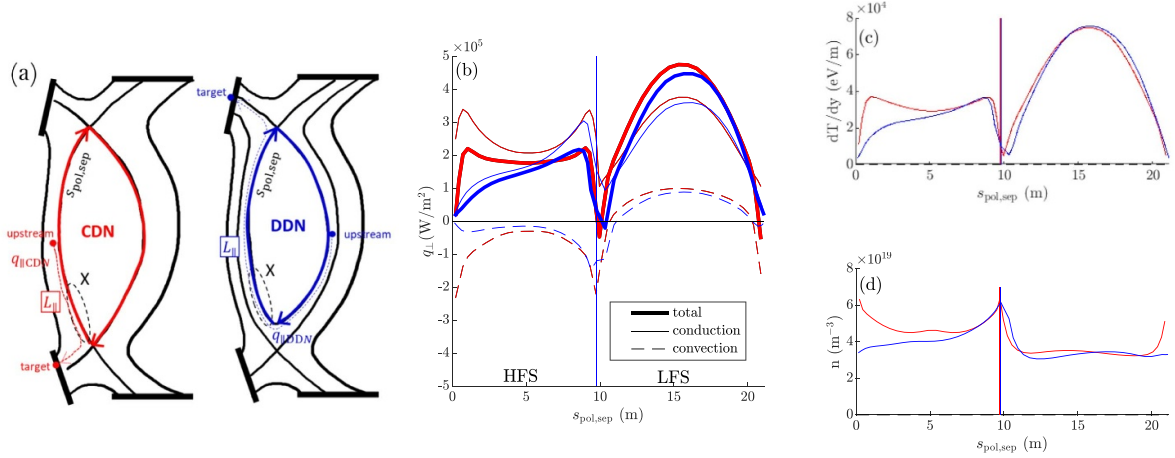 (a)
target
s_pol,sep
CDN
upstream
q_∥CDN
X
L_∥
target
target
s_pol,sep
DDN
upstream
L_∥
X
q_∥DDN
×10^5
(b)
5
4
3
2
1
0
-1
-2
-3
-4
-5
q_⊥(W/m^2)
total
conduction
convection
HFS
LFS
0
5
10
15
20
s_pol,sep (m)
×10^4
(c)
8
6
4
2
0
dT/dy (eV/m)
0
5
10
15
20
s_pol,sep (m)
×10^19
(d)
8
6
4
2
0
n (m^-3)
0
5
10
15
20
s_pol,sep (m)